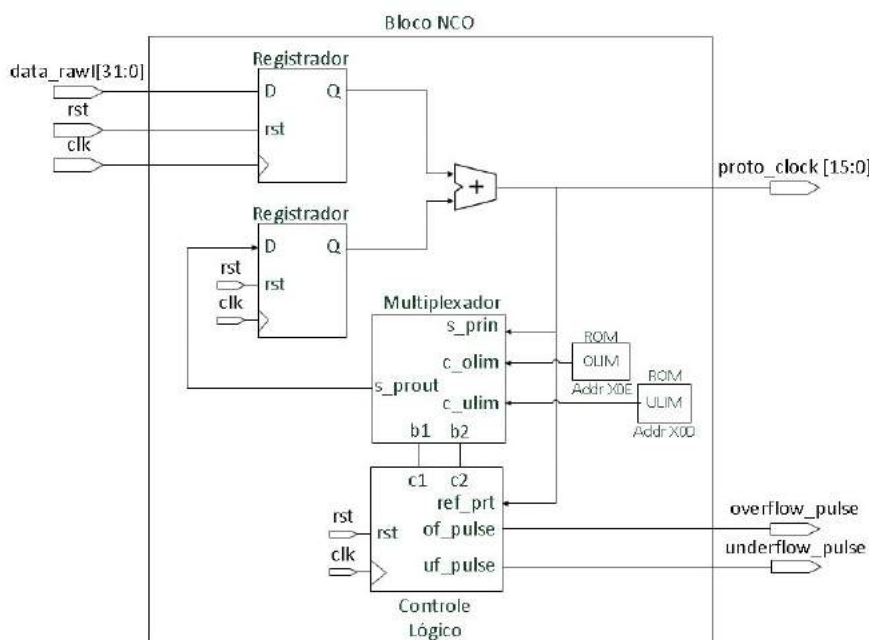 Bloco NCO
data_rawI[31:0]
rst
clk
Registrador
D
Q
rst
+
proto_clock [15:0]
Registrador
D
Q
rst
rst
clk
Multiplexador
s_prin
c_olim
s_prout
c_ulim
b1 b2
ROM
OLIM
Addr X0E
ROM
ULIM
Addr X0D
c1 c2
ref_prt
rst
rst
of_pulse
overflow_pulse
clk
uf_pulse
underflow_pulse
Controle
Lógico